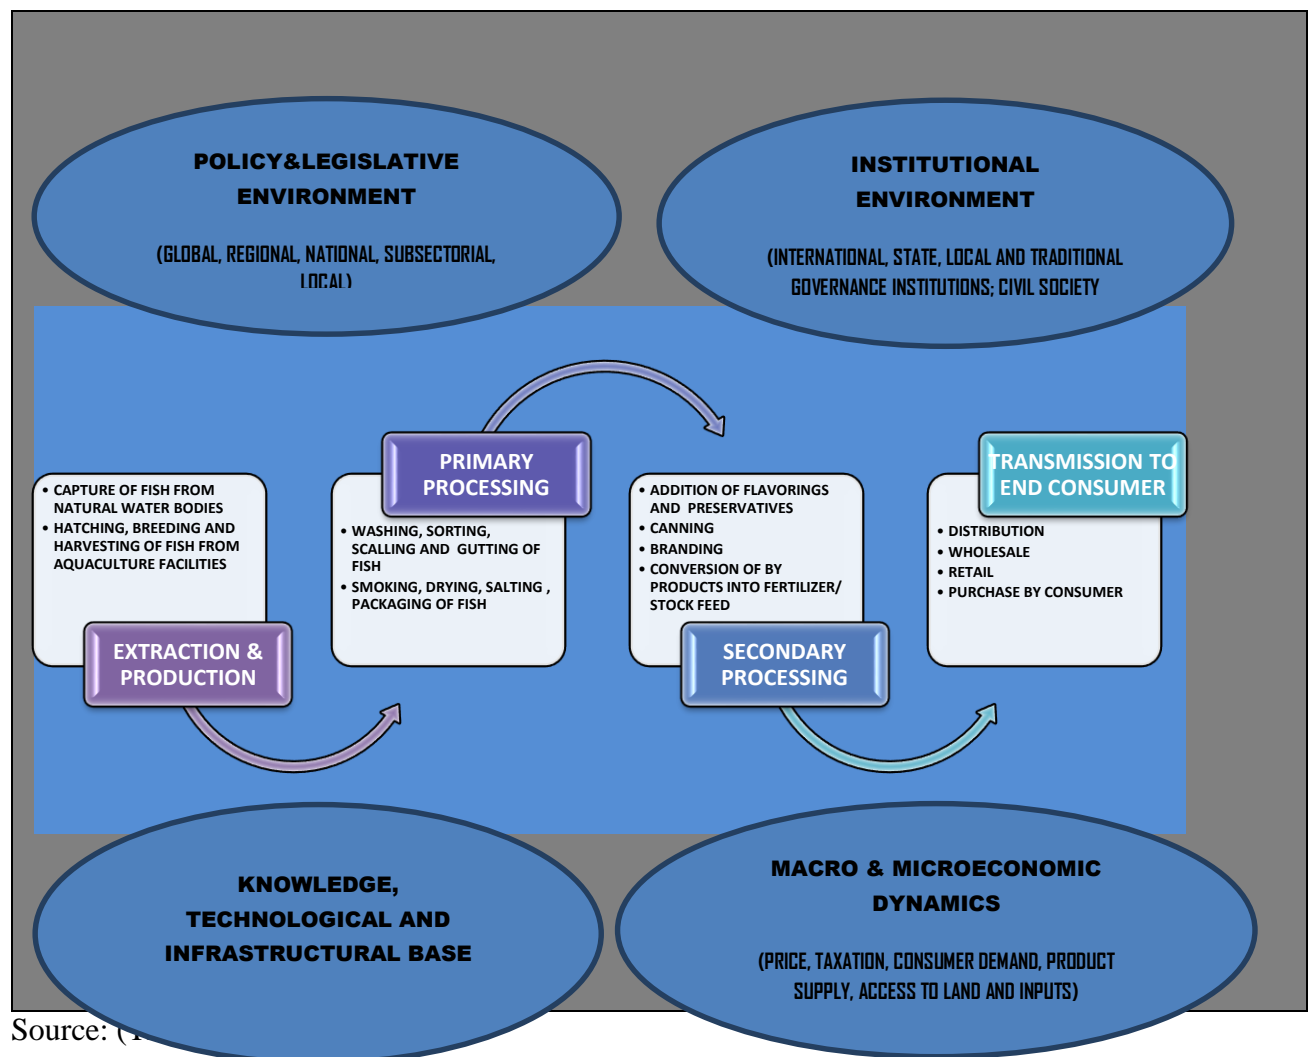 POLICY&LEGISLATIVE
ENVIRONMENT
(GLOBAL, REGIONAL, NATIONAL, SUBSECTORIAL,
LOCAL)
INSTITUTIONAL
ENVIRONMENT
(INTERNATIONAL, STATE, LOCAL AND TRADITIONAL
GOVERNANCE INSTITUTIONS; CIVIL SOCIETY
• CAPTURE OF FISH FROM
NATURAL WATER BODIES
• HATCHING, BREEDING AND
HARVESTING OF FISH FROM
AQUACULTURE FACILITIES
EXTRACTION &
PRODUCTION
PRIMARY
PROCESSING
• WASHING, SORTING,
SCALLING AND GUTTING OF
FISH
• SMOKING, DRYING, SALTING ,
PACKAGING OF FISH
• ADDITION OF FLAVORINGS
AND PRESERVATIVES
• CANNING
• BRANDING
• CONVERSION OF BY
PRODUCTS INTO FERTILIZER/
STOCK FEED
SECONDARY
PROCESSING
TRANSMISSION TO
END CONSUMER
• DISTRIBUTION
• WHOLESALE
• RETAIL
• PURCHASE BY CONSUMER
KNOWLEDGE,
TECHNOLOGICAL AND
INFRASTRUCTURAL BASE
MACRO & MICROECONOMIC
DYNAMICS
(PRICE, TAXATION, CONSUMER DEMAND, PRODUCT
SUPPLY, ACCESS TO LAND AND INPUTS)
Source: